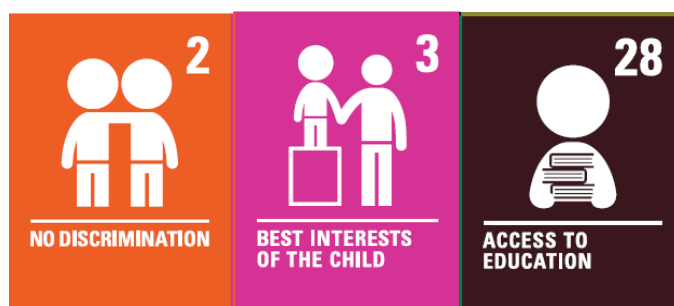 2
NO DISCRIMINATION
3
BEST INTERESTS
OF THE CHILD
28
ACCESS TO
EDUCATION